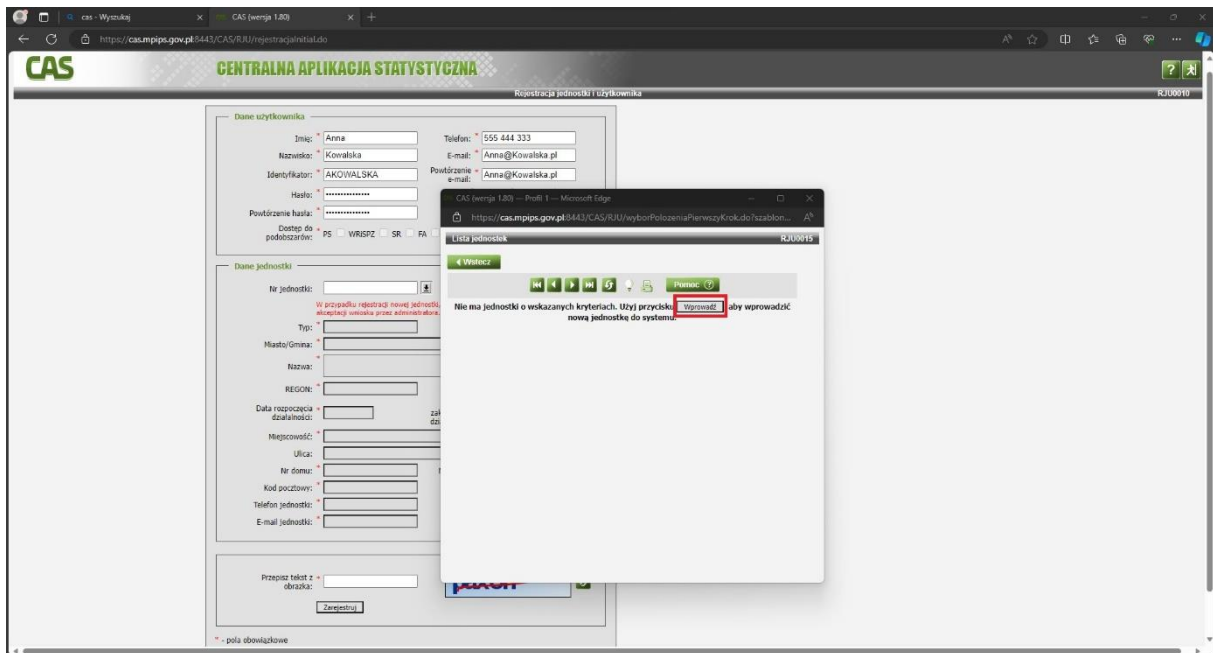 cas - Wyszukaj
CAS (wersja 1.80)
https://cas.mpips.gov.pl:8443/CAS/RJU/rejestracjaInitial.do
CAS
CENTRALNA APLIKACJA STATYSTYCZNA
Rejestracja jednostki i użytkownika
RJU0010
Dane użytkownika
Imię: * Anna Telefon: * 555 444 333
Nazwisko: * Kowalska E-mail: * Anna@Kowalska.pl
Identyfikator: * AKOWALSKA Powtórzenie e-mail: * Anna@Kowalska.pl
Hasło: * •••••••••••••••
Powtórzenie hasła: * •••••••••••••••
Dostęp do podobszarów: * PS WRiSPZ SR FA
CAS (wersja 1.80) — Profil 1 — Microsoft Edge
https://cas.mpips.gov.pl:8443/CAS/RJU/wyborPolozeniaPierwszyKrok.do?szablon...
Lista jednostek RJU0015
Wstecz
Pomoc
Nie ma jednostki o wskazanych kryteriach. Użyj przycisku Wprowadź aby wprowadzić
nową jednostkę do systemu.
Dane jednostki
Nr jednostki:
W przypadku rejestracji nowej jednostki,
akceptacji wniosku przez administratora.
Typ: *
Miasto/Gmina: *
Nazwa: *
REGON: *
Data rozpoczęcia działalności: *
Miejscowość: *
Ulica:
Nr domu: *
Kod pocztowy: *
Telefon jednostki: *
E-mail jednostki: *
Przepisz tekst z obrazka: *
Zarejestruj
* - pola obowiązkowe